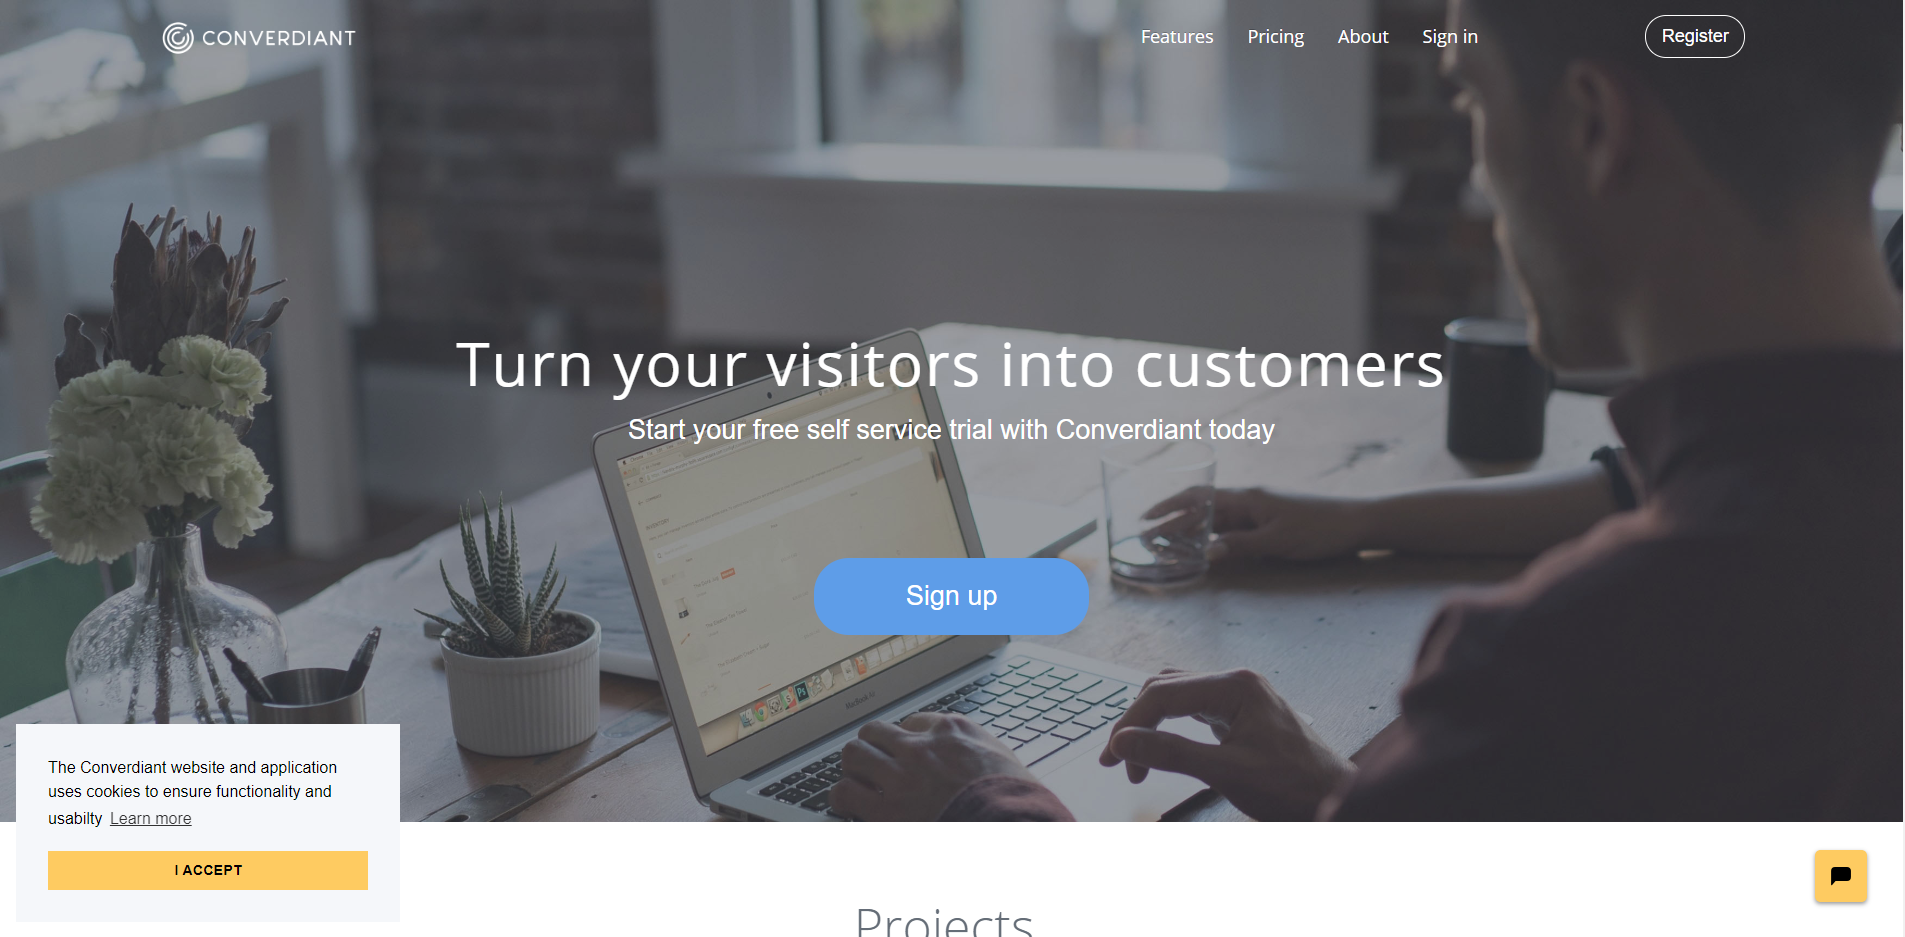 CONVERDIANT
Features
Pricing
About
Sign in
Register
Turn your visitors into customers
Start your free self service trial with Converdiant today
Sign up
MacBook Air
The Converdiant website and application
uses cookies to ensure functionality and
usabilty Learn more
I ACCEPT
Projects